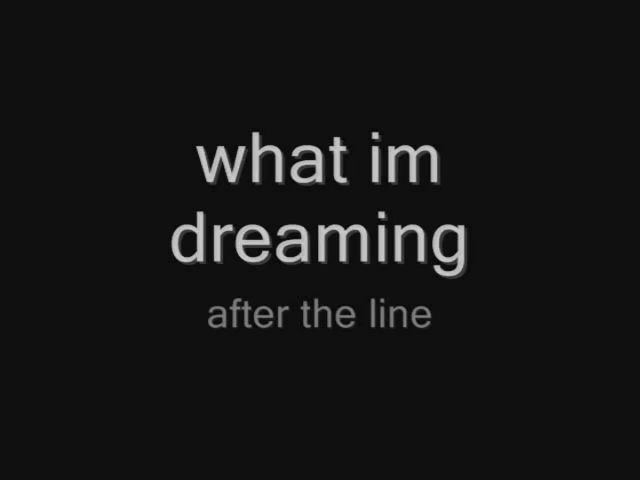 what im
dreaming
after the line